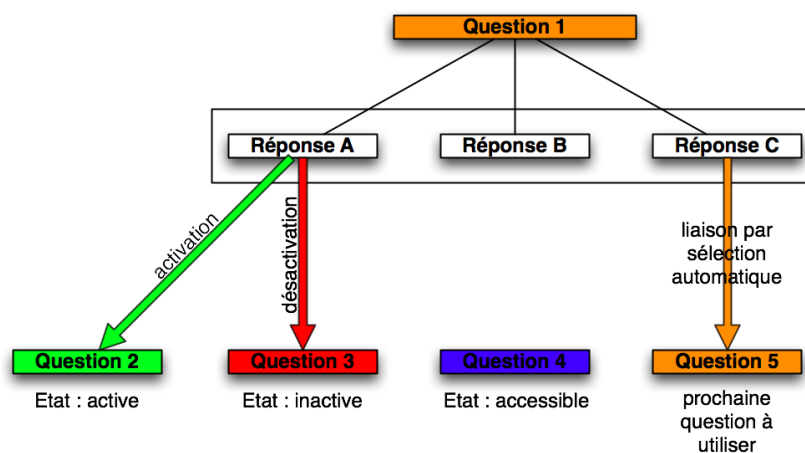 Question 1
Réponse A
Réponse B
Réponse C
activation
désactivation
liaison par
sélection
automatique
Question 2
Question 3
Question 4
Question 5
Etat : active
Etat : inactive
Etat : accessible
prochaine
question à
utiliser